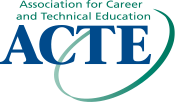 Association for Career
and Technical Education
ACTE